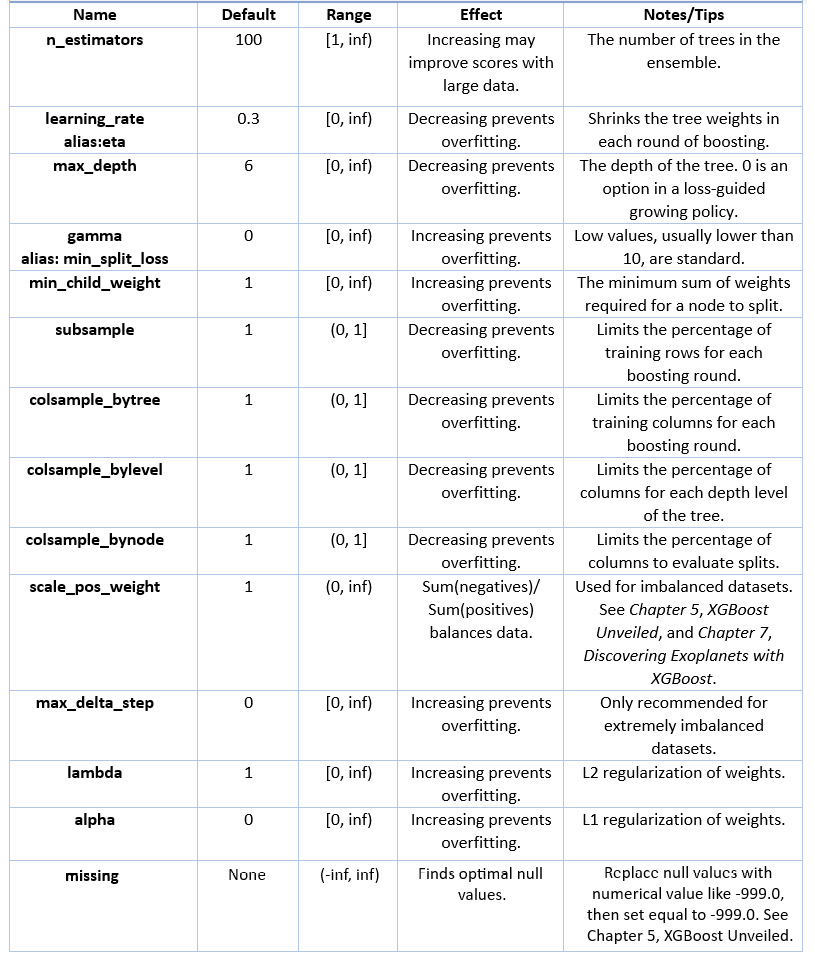 Name Default Range Effect Notes/Tips
n_estimators 100 [1, inf) Increasing may The number of trees in the
improve scores with ensemble.
large data.
learning_rate 0.3 [0, inf) Decreasing prevents Shrinks the tree weights in
alias:eta overfitting. each round of boosting.
max_depth 6 [0, inf) Decreasing prevents The depth of the tree. 0 is an
overfitting. option in a loss-guided
growing policy.
gamma 0 [0, inf) Increasing prevents Low values, usually lower than
alias: min_split_loss overfitting. 10, are standard.
min_child_weight 1 [0, inf) Increasing prevents The minimum sum of weights
overfitting. required for a node to split.
subsample 1 (0, 1] Decreasing prevents Limits the percentage of
overfitting. training rows for each
boosting round.
colsample_bytree 1 (0, 1] Decreasing prevents Limits the percentage of
overfitting. training columns for each
boosting round.
colsample_bylevel 1 (0, 1] Decreasing prevents Limits the percentage of
overfitting. columns for each depth level
of the tree.
colsample_bynode 1 (0, 1] Decreasing prevents Limits the percentage of
overfitting. columns to evaluate splits.
scale_pos_weight 1 (0, inf) Sum(negatives)/ Used for imbalanced datasets.
Sum(positives) See Chapter 5, XGBoost
balances data. Unveiled, and Chapter 7,
Discovering Exoplanets with
XGBoost.
max_delta_step 0 [0, inf) Increasing prevents Only recommended for
overfitting. extremely imbalanced
datasets.
lambda 1 [0, inf) Increasing prevents L2 regularization of weights.
overfitting.
alpha 0 [0, inf) Increasing prevents L1 regularization of weights.
overfitting.
missing None (-inf, inf) Finds optimal null Replace null values with
values. numerical value like -999.0,
then set equal to -999.0. See
Chapter 5, XGBoost Unveiled.